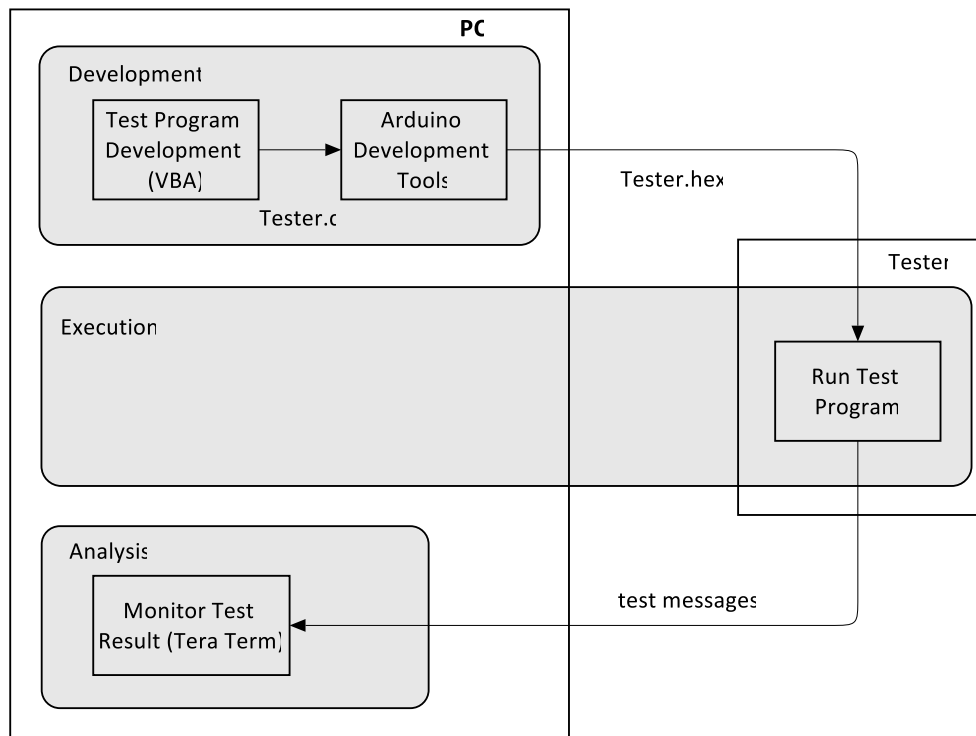 PC
Development
Test Program
Development
(VBA)
Arduino
Development
Tools
Tester.c
Tester.hex
Tester
Execution
Run Test
Program
Analysis
Monitor Test
Result (Tera Term)
test messages